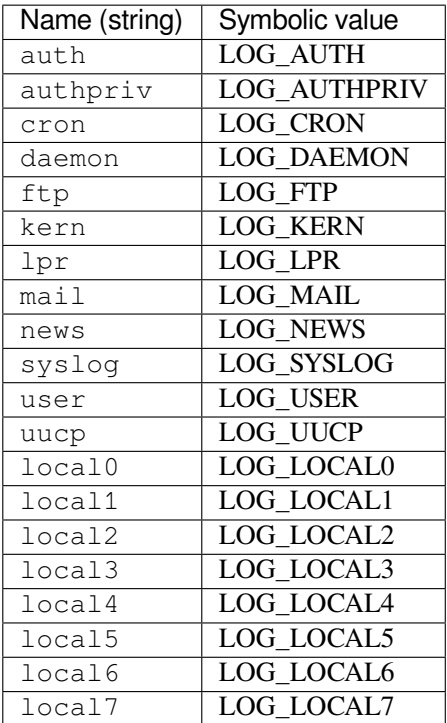 Name (string) Symbolic value
auth LOG_AUTH
authpriv LOG_AUTHPRIV
cron LOG_CRON
daemon LOG_DAEMON
ftp LOG_FTP
kern LOG_KERN
lpr LOG_LPR
mail LOG_MAIL
news LOG_NEWS
syslog LOG_SYSLOG
user LOG_USER
uucp LOG_UUCP
local0 LOG_LOCAL0
local1 LOG_LOCAL1
local2 LOG_LOCAL2
local3 LOG_LOCAL3
local4 LOG_LOCAL4
local5 LOG_LOCAL5
local6 LOG_LOCAL6
local7 LOG_LOCAL7